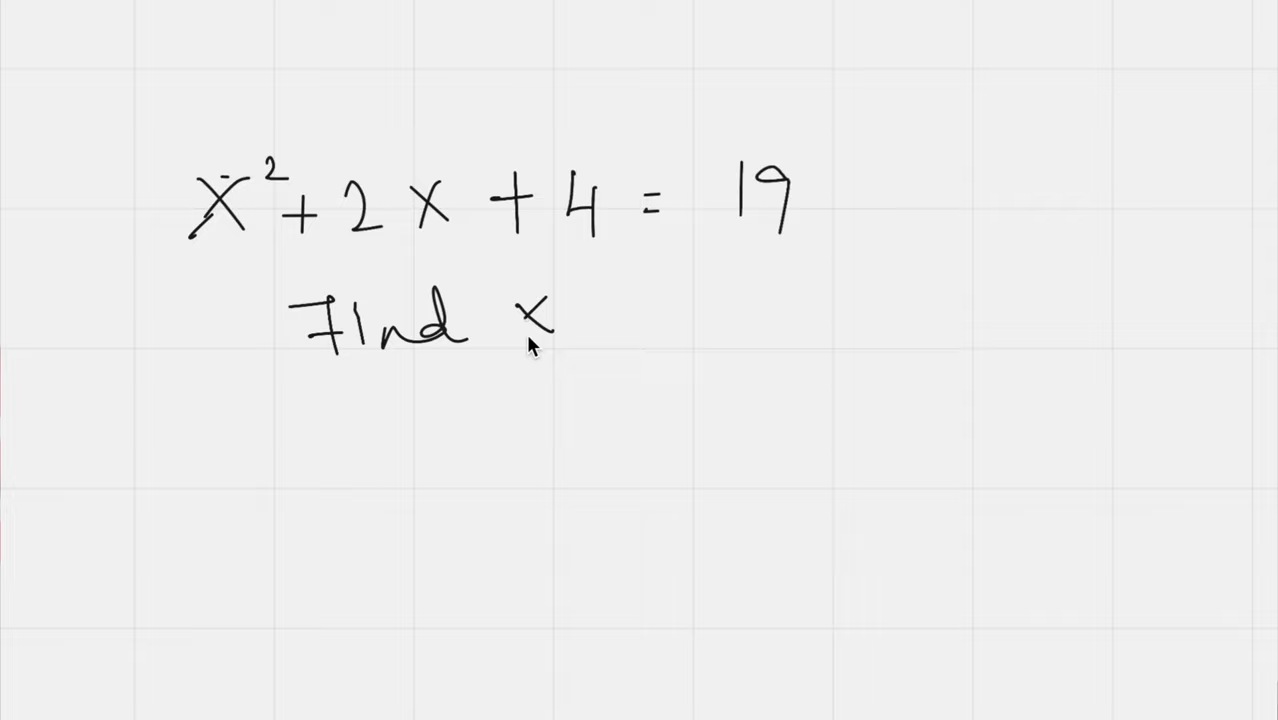 x² + 2x + 4 = 19
Find x